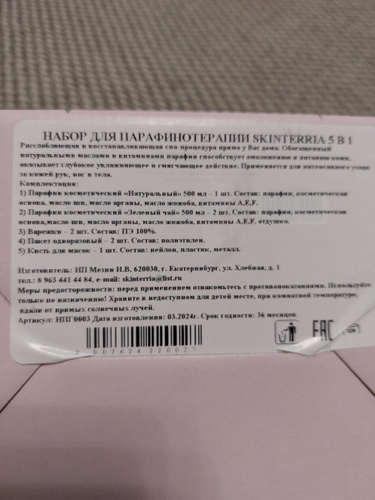 НАБОР ДЛЯ ПАРАФИНОТЕРАПИИ SKINTERRIA 5 В 1
Расслабляющая и восстанавливающая спа-процедура прямо у Вас дома. Обогащенный
натуральными маслами и витаминами парафин способствует омоложению и питанию кожи,
оказывает глубокое увлажняющее и смягчающее действие. Применяется для интенсивного ухода
за кожей рук, ног и тела.
Комплектация:
1) Парафин косметический «Натуральный» 500 мл – 1 шт. Состав: парафин, косметическая
основа, масло ши, масло арганы, масло жожоба, витамины A,E,F.
2) Парафин косметический «Зеленый чай» 500 мл – 2 шт. Состав: парафин, косметическая
основа,масло ши, масло арганы, масло жожоба, витамины A,E,F, отдушка.
3) Варежки – 2 шт. Состав: ПЭ 100%.
4) Пакет одноразовый – 2 шт. Состав: полиэтилен.
5) Кисть для масок – 1 шт. Состав: нейлон, пластик, металл.
Изготовитель: ИП Мезин И.В, 620030, г. Екатеринбург, ул. Хлебная, д. 1
тел.: 8 963 441 44 84, e-mail: skinterria@list.ru
Меры предосторожности: перед применением ознакомьтесь с противопоказаниями. Используйте
только по назначению! Храните в недоступном для детей месте, при комнатной температуре,
вдали от прямых солнечных лучей.
Артикул: НПГ0003 Дата изготовления: 03.2024г. Срок годности: 36 месяцев
EAC